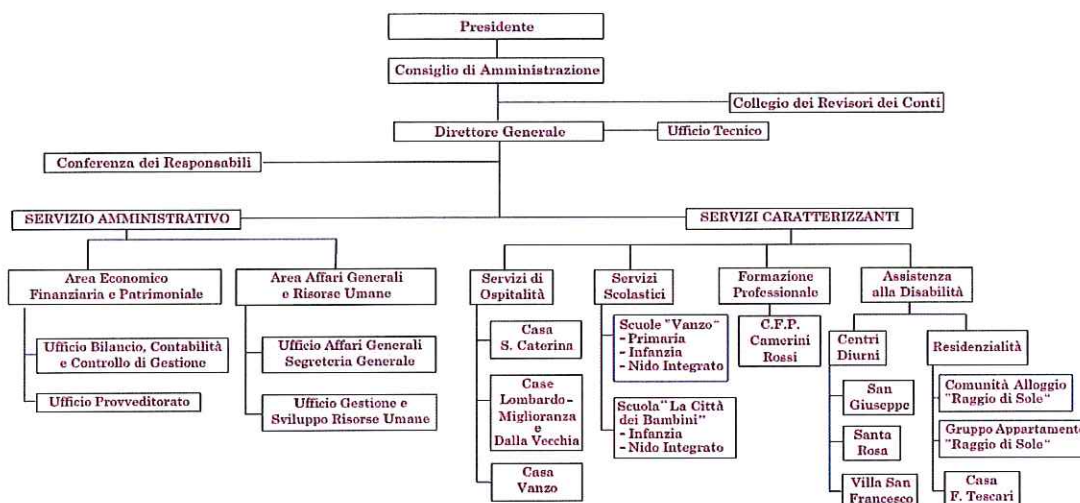 Presidente
Consiglio di Amministrazione
Collegio dei Revisori dei Conti
Direttore Generale
Ufficio Tecnico
Conferenza dei Responsabili
SERVIZIO AMMINISTRATIVO
SERVIZI CARATTERIZZANTI
Area Economico
Finanziaria e Patrimoniale
Area Affari Generali
e Risorse Umane
Servizi di
Ospitalità
Servizi
Scolastici
Formazione
Professionale
Assistenza
alla Disabilità
Ufficio Bilancio, Contabilità
e Controllo di Gestione
Ufficio Provveditorato
Ufficio Affari Generali
Segreteria Generale
Ufficio Gestione e
Sviluppo Risorse Umane
Casa
S. Caterina
Case
Lombardo-
Miglioranza
e
Dalla Vecchia
Casa
Vanzo
Scuole "Vanzo"
- Primaria
- Infanzia
- Nido Integrato
Scuola" La Città
dei Bambini"
- Infanzia
- Nido Integrato
C.F.P.
Camerini
Rossi
Centri
Diurni
San
Giuseppe
Santa
Rosa
Villa San
Francesco
Residenzialità
Comunità Alloggio
"Raggio di Sole"
Gruppo Appartamento
"Raggio di Sole"
Casa
F. Tescari